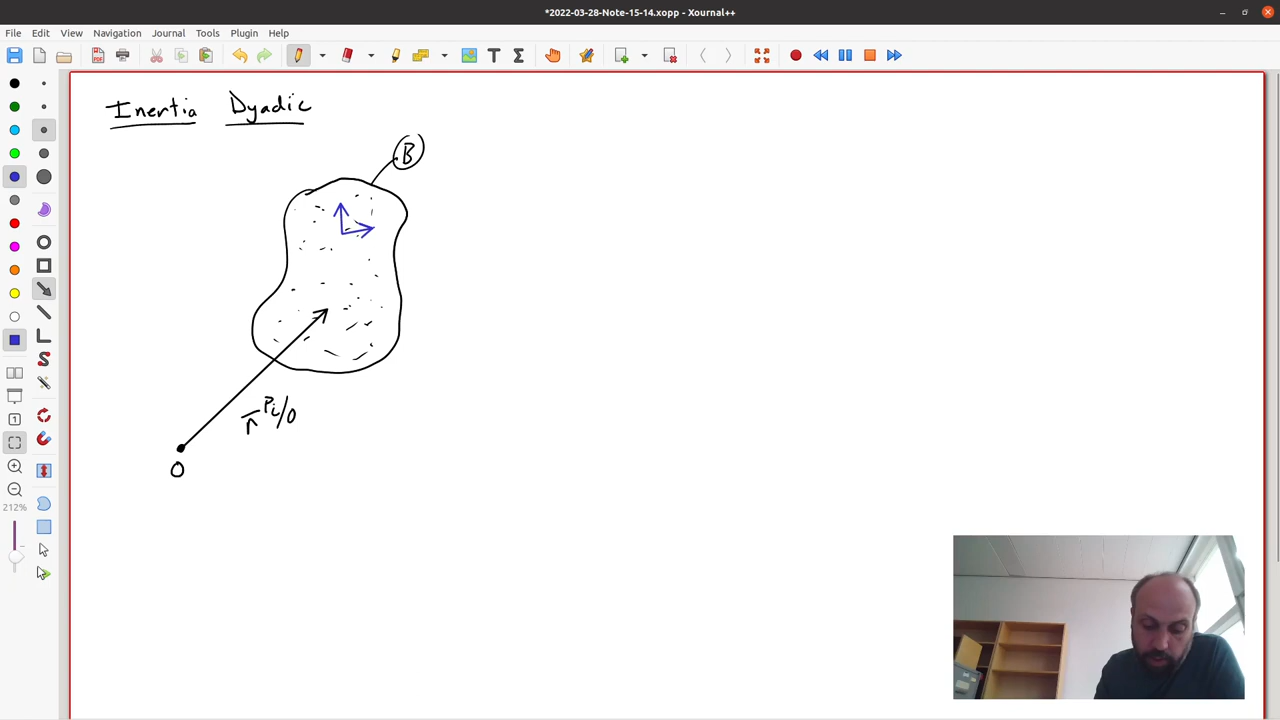 *2022-03-28-Note-15-14.xopp - Xournal++
File Edit View Navigation Journal Tools Plugin Help
Inertia Dyadic
B
r̄^Pi/O
O
1
212%